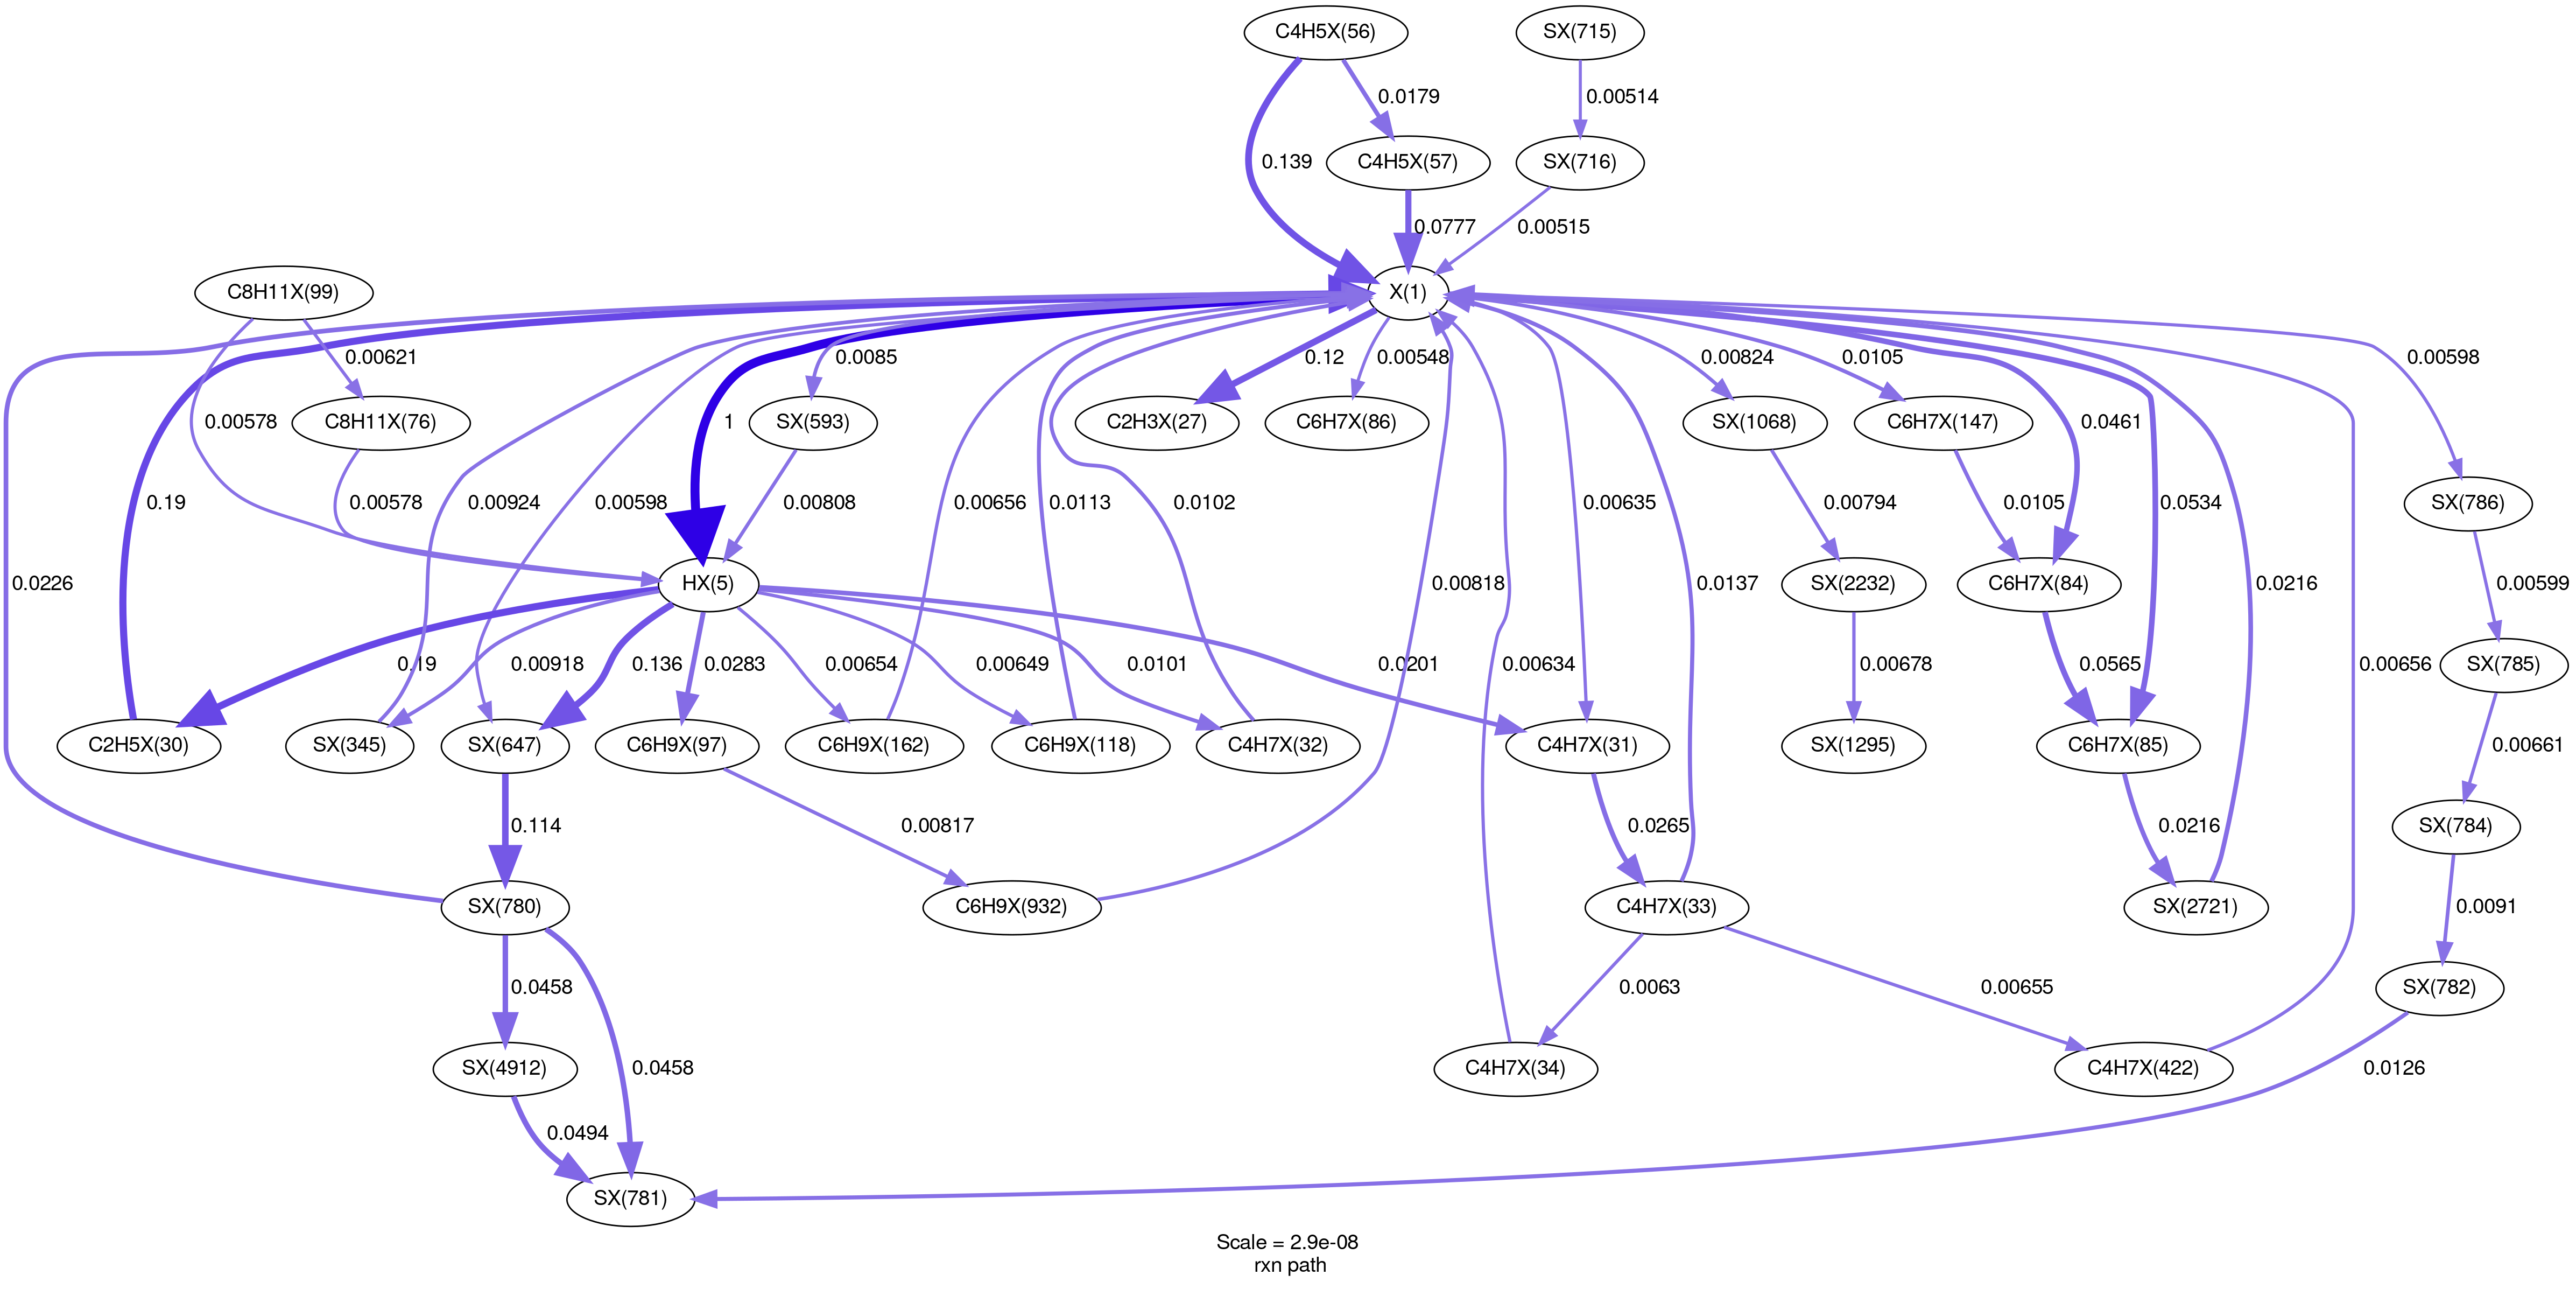 C4H5X(56)
SX(715)
0.0179
0.00514
0.139
C4H5X(57)
SX(716)
0.0777
0.00515
C8H11X(99)
X(1)
0.00621
0.0085
0.12
0.00548
0.00824
0.0105
0.00598
0.00578
C8H11X(76)
1
SX(593)
C2H3X(27)
C6H7X(86)
SX(1068)
C6H7X(147)
0.0461
0.19
0.00578
0.00924
0.00598
0.00808
0.00656
0.0113
0.0102
0.00635
0.00794
0.0105
0.0534
SX(786)
0.0226
HX(5)
0.00818
0.0137
SX(2232)
C6H7X(84)
0.0216
0.00599
0.19
0.00918
0.136
0.0283
0.00654
0.00649
0.0101
0.0201
0.00634
0.00678
0.0565
0.00656
SX(785)
C2H5X(30)
SX(345)
SX(647)
C6H9X(97)
C6H9X(162)
C6H9X(118)
C4H7X(32)
C4H7X(31)
SX(1295)
C6H7X(85)
0.00661
0.114
0.00817
0.0265
0.0216
SX(784)
SX(780)
C6H9X(932)
C4H7X(33)
SX(2721)
0.0091
0.0458
0.0063
0.00655
SX(782)
SX(4912)
0.0458
C4H7X(34)
C4H7X(422)
0.0126
0.0494
SX(781)
Scale = 2.9e-08
rxn path